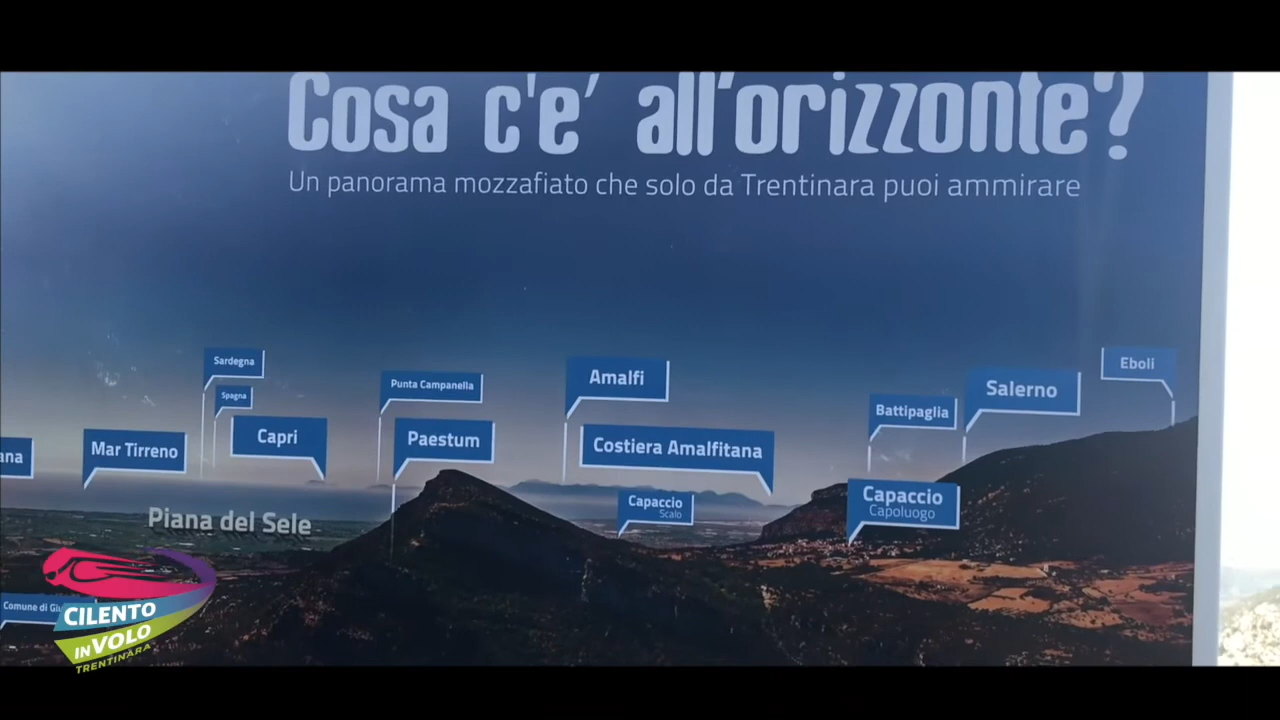 Cosa c'e' all'orizzonte?
Un panorama mozzafiato che solo da Trentinara puoi ammirare
Sardegna
Spagna
Capri
Mar Tirreno
Punta Campanella
Paestum
Amalfi
Costiera Amalfitana
Capaccio
Scalo
Battipaglia
Salerno
Eboli
Capaccio
Capoluogo
Piana del Sele
Comune di
CILENTO
IN VOLO
TRENTINARA